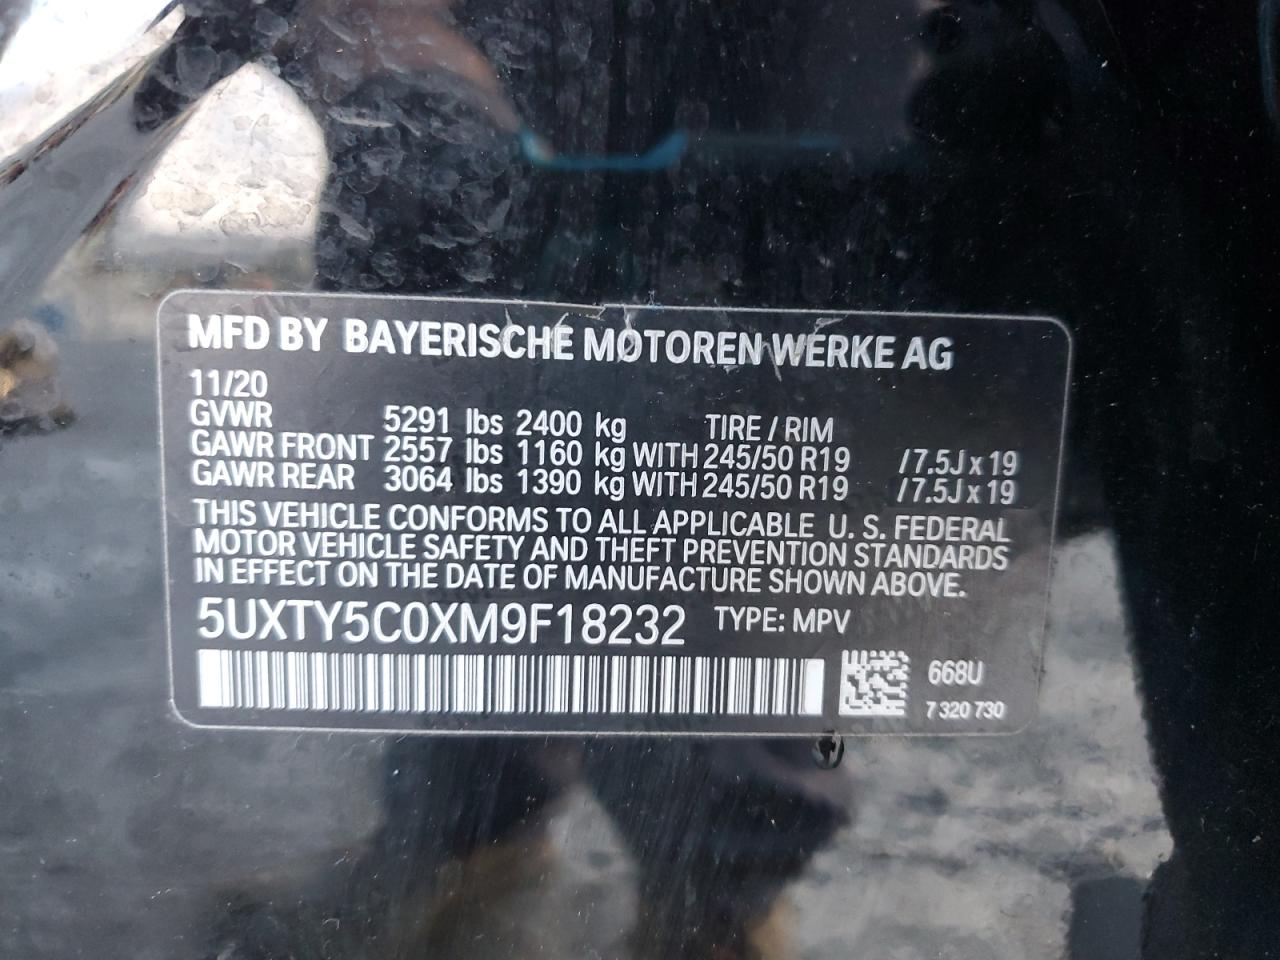 MFD BY BAYERISCHE MOTOREN WERKE AG
11/20
GVWR 5291 lbs 2400 kg TIRE / RIM
GAWR FRONT 2557 lbs 1160 kg WITH 245/50 R19 /7.5J x 19
GAWR REAR 3064 lbs 1390 kg WITH 245/50 R19 /7.5J x 19
THIS VEHICLE CONFORMS TO ALL APPLICABLE U. S. FEDERAL
MOTOR VEHICLE SAFETY AND THEFT PREVENTION STANDARDS
IN EFFECT ON THE DATE OF MANUFACTURE SHOWN ABOVE.
5UXTY5C0XM9F18232 TYPE: MPV
668U
7 320 730